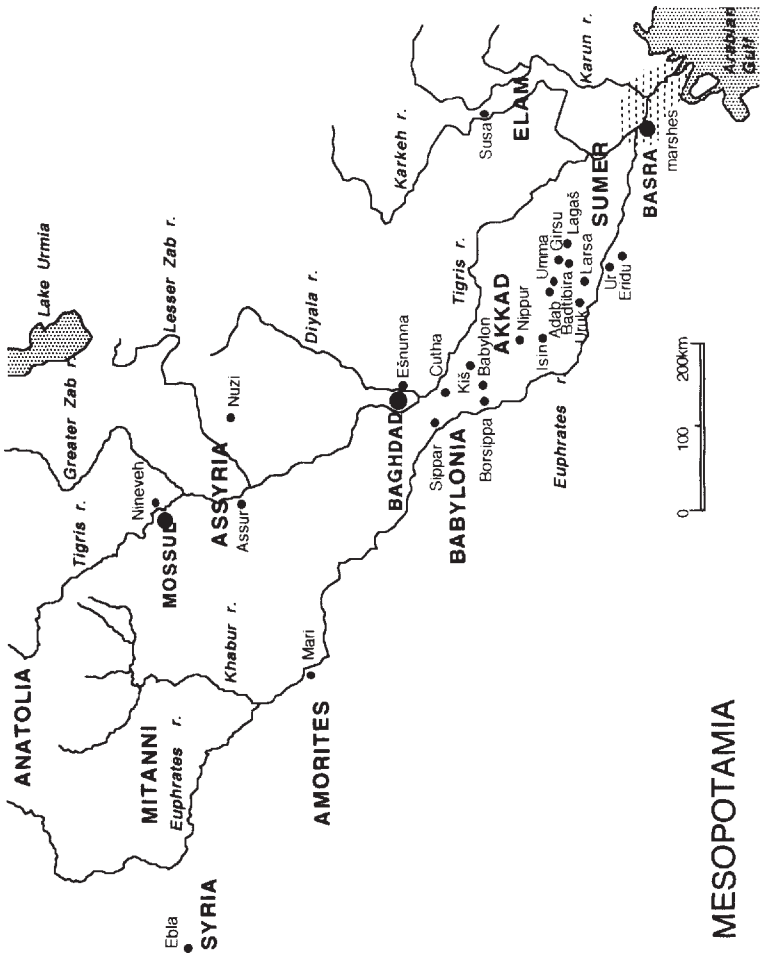 MESOPOTAMIA
ANATOLIA
MITANNI
Euphrates r.
Ebla
SYRIA
Khabur r.
Mari
AMORITES
Tigris r.
Nineveh
MOSSUL
Greater Zab r.
Lake Urmia
Lesser Zab r.
Nuzi
ASSYRIA
Assur
Diyala r.
Ešnunna
BAGHDAD
Cutha
Sippar
BABYLONIA
Kiš
Babylon
Borsippa
Tigris r.
AKKAD
Nippur
Isin
Euphrates r.
Adab
Umma
Badtibira
Girsu
Lagaš
Uruk
Larsa
Ur
Eridu
SUMER
Karkeh r.
Susa
ELAM
Karun r.
BASRA
marshes
Arabian
Gulf
0 100 200km